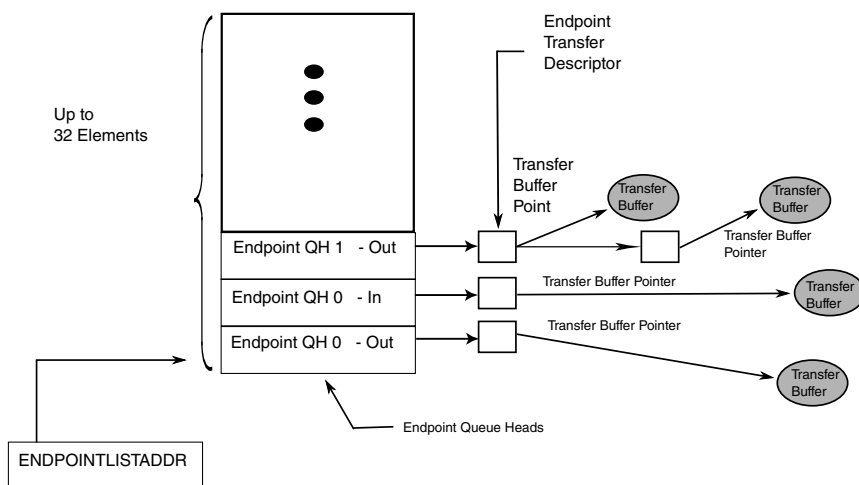 Endpoint
Transfer
Descriptor
Up to
32 Elements
Transfer
Buffer
Point
Transfer
Buffer
Transfer
Buffer
Endpoint QH 1 - Out
Transfer Buffer
Pointer
Endpoint QH 0 - In
Transfer Buffer Pointer
Transfer
Buffer
Endpoint QH 0 - Out
Transfer Buffer Pointer
Transfer
Buffer
Endpoint Queue Heads
ENDPOINTLISTADDR